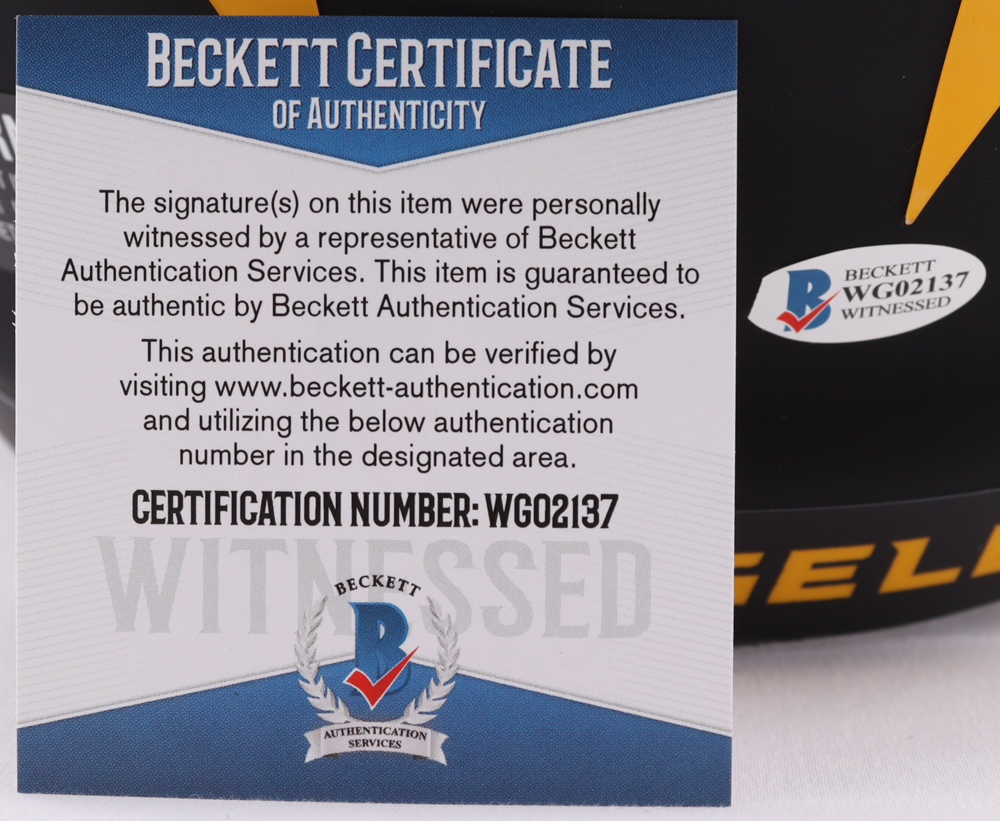 BECKETT CERTIFICATE
OF AUTHENTICITY
The signature(s) on this item were personally
witnessed by a representative of Beckett
Authentication Services. This item is guaranteed to
be authentic by Beckett Authentication Services.
This authentication can be verified by
visiting www.beckett-authentication.com
and utilizing the below authentication
number in the designated area.
CERTIFICATION NUMBER: WG02137
WITNESSED
BECKETT
B
AUTHENTICATION
SERVICES
B
BECKETT
WG02137
WITNESSED
GEL